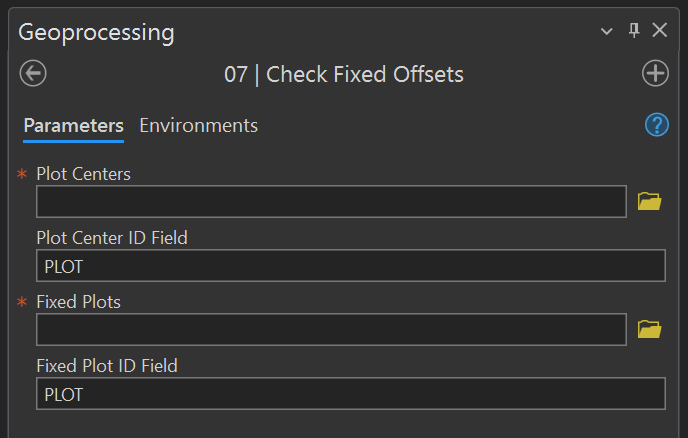 Geoprocessing
07 | Check Fixed Offsets
Parameters Environments ?
* Plot Centers
Plot Center ID Field
PLOT
* Fixed Plots
Fixed Plot ID Field
PLOT